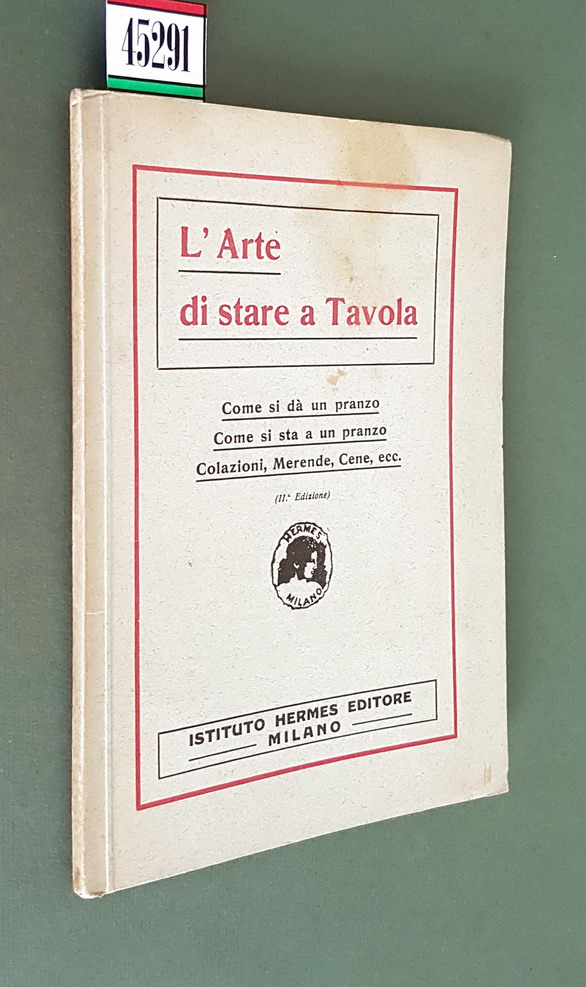 45291
L' Arte
di stare a Tavola
Come si dà un pranzo
Come si sta a un pranzo
Colazioni, Merende, Cene, ecc.
(II.ª Edizione)
HERMES
MILANO
ISTITUTO HERMES EDITORE
MILANO